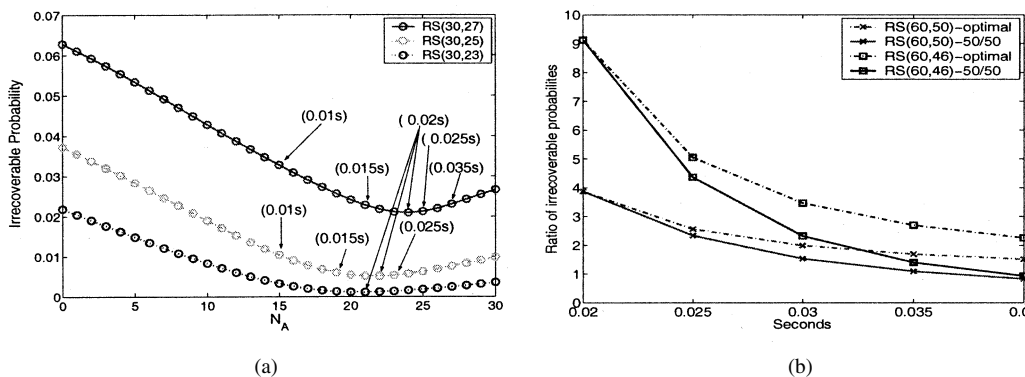 0.07
0.06
0.05
0.04
0.03
0.02
0.01
0
Irrecoverable Probability
RS(30,27)
RS(30,25)
RS(30,23)
(0.01s)
( 0.02s)
( 0.025s)
(0.015s)
(0.035s)
(0.01s)
(0.015s)
(0.025s)
0 5 10 15 20 25 30
N_A
(a)
10
9
8
7
6
5
4
3
2
1
0
Ratio of irrecoverable probabilites
RS(60,50)-optimal
RS(60,50)-50/50
RS(60,46)-optimal
RS(60,46)-50/50
0.02 0.025 0.03 0.035
Seconds
(b)